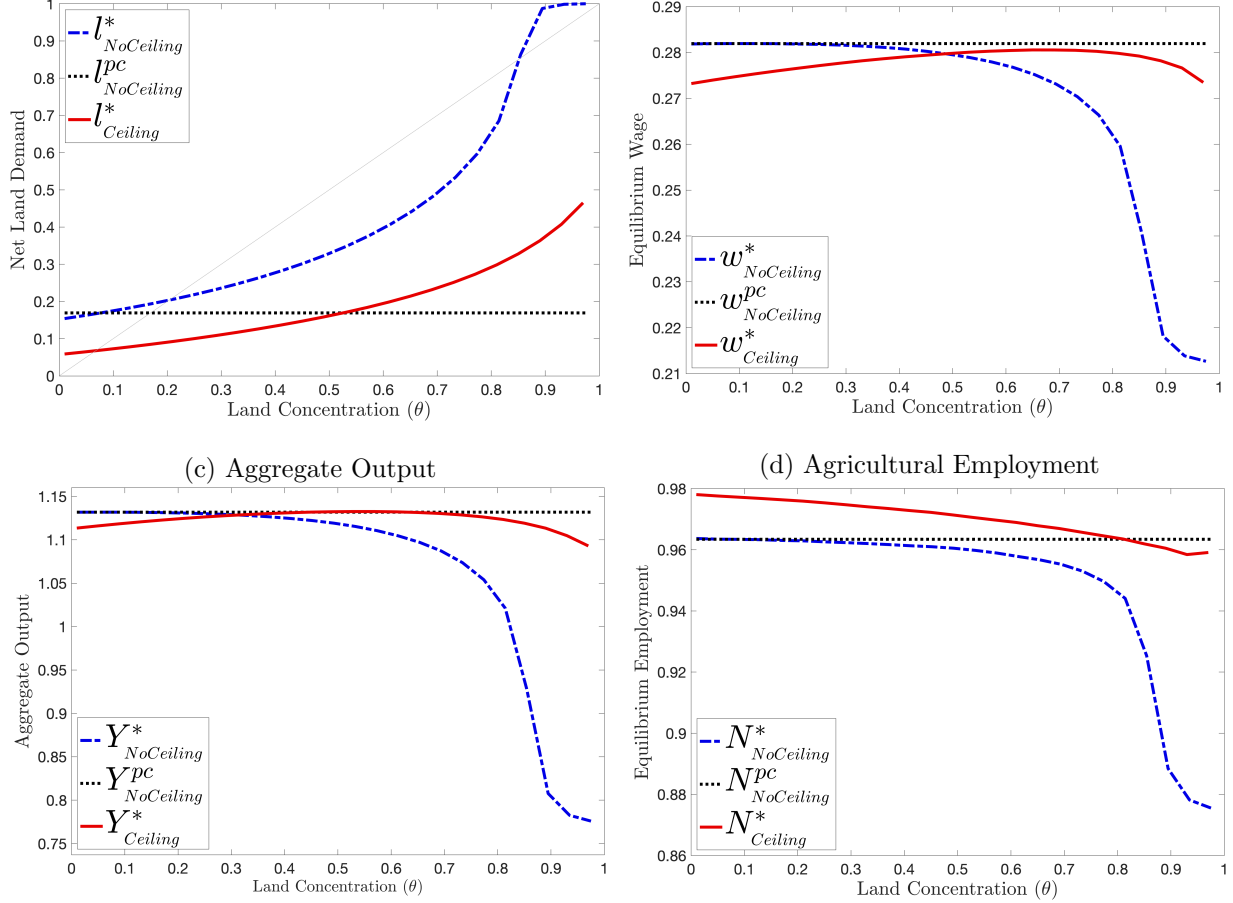 1
0.9
0.8
0.7
0.6
0.5
0.4
0.3
0.2
0.1
0
Net Land Demand
l*NoCeiling
l^pc NoCeiling
l*Ceiling
0 0.1 0.2 0.3 0.4 0.5 0.6 0.7 0.8 0.9 1
Land Concentration (θ)
0.29
0.28
0.27
0.26
0.25
0.24
0.23
0.22
0.21
Equilibrium Wage
w*NoCeiling
w^pc NoCeiling
w*Ceiling
0 0.1 0.2 0.3 0.4 0.5 0.6 0.7 0.8 0.9 1
Land Concentration (θ)
(c) Aggregate Output
1.15
1.1
1.05
1
0.95
0.9
0.85
0.8
0.75
Aggregate Output
Y*NoCeiling
Y^pc NoCeiling
Y*Ceiling
0 0.1 0.2 0.3 0.4 0.5 0.6 0.7 0.8 0.9 1
Land Concentration (θ)
(d) Agricultural Employment
0.98
0.96
0.94
0.92
0.9
0.88
0.86
Equilibrium Employment
N*NoCeiling
N^pc NoCeiling
N*Ceiling
0 0.1 0.2 0.3 0.4 0.5 0.6 0.7 0.8 0.9 1
Land Concentration (θ)